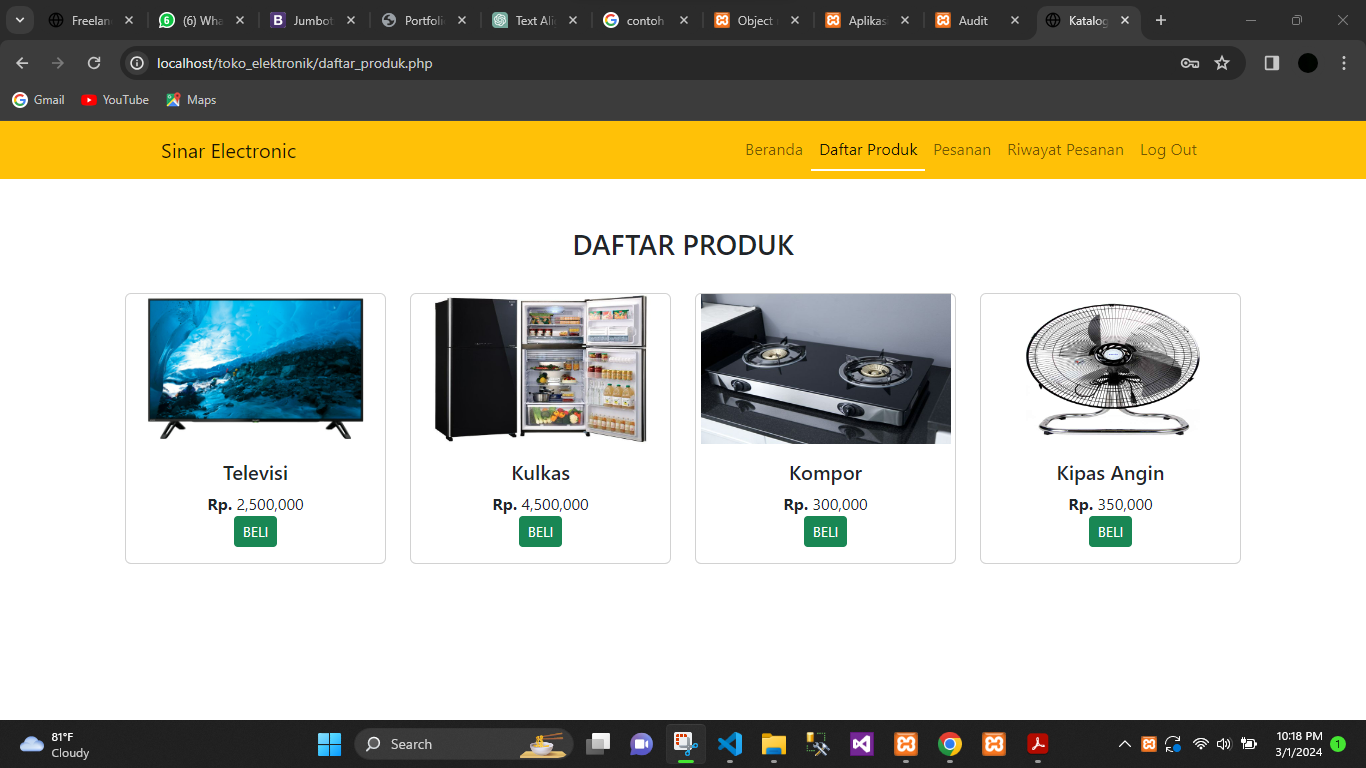 Freelan
(6) Wha
Jumbot
Portfoli
Text Ali
contoh
Object
Aplikas
Audit
Katalog
localhost/toko_elektronik/daftar_produk.php
Gmail YouTube Maps
Sinar Electronic Beranda Daftar Produk Pesanan Riwayat Pesanan Log Out
DAFTAR PRODUK
Televisi
Rp. 2,500,000
BELI
Kulkas
Rp. 4,500,000
BELI
Kompor
Rp. 300,000
BELI
Kipas Angin
Rp. 350,000
BELI
81°F
Cloudy
Search
10:18 PM
3/1/2024
1